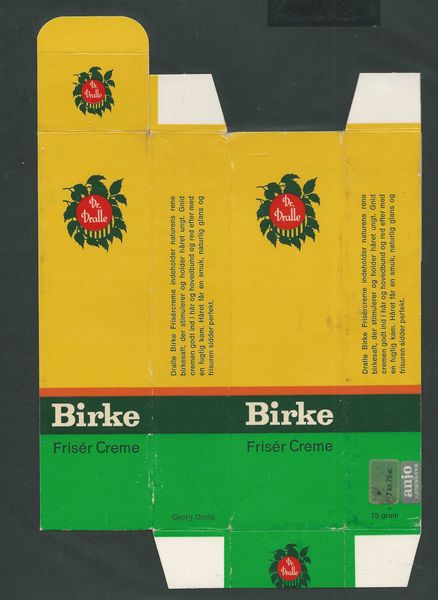 Dr.
Dralle
Dr.
Dralle
Dralle Birke Frisércreme indeholder naturens rene
birkesaft, der stimulerer og holder håret ungt. Gnid
cremen godt ind i hår og hovedbund og red efter med
en fugtig kam. Håret får en smuk, naturlig glans og
frisuren sidder perfekt.
Dr.
Dralle
Dralle Birke Frisércreme indeholder naturens rene
birkesaft, der stimulerer og holder håret ungt. Gnid
cremen godt ind i hår og hovedbund og red efter med
en fugtig kam. Håret får en smuk, naturlig glans og
frisuren sidder perfekt.
Birke
Frisér Creme
Birke
Frisér Creme
Georg Dralle
7 kr.75ø.
anjo
75 gram
Dr.
Dralle